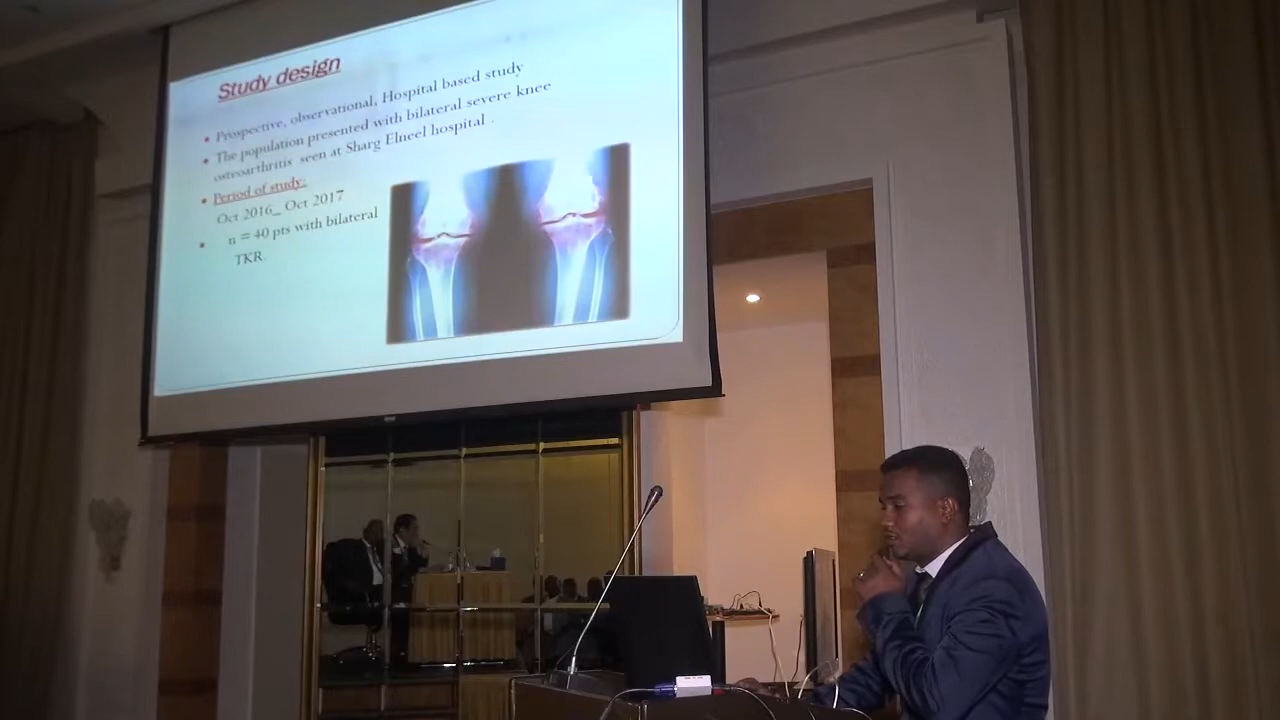 Study design
• Prospective, observational, Hospital based study
• The population presented with bilateral severe knee
osteoarthritis seen at Sharg Elneel hospital .
• Period of study:
Oct 2016_ Oct 2017
• n = 40 pts with bilateral
TKR.